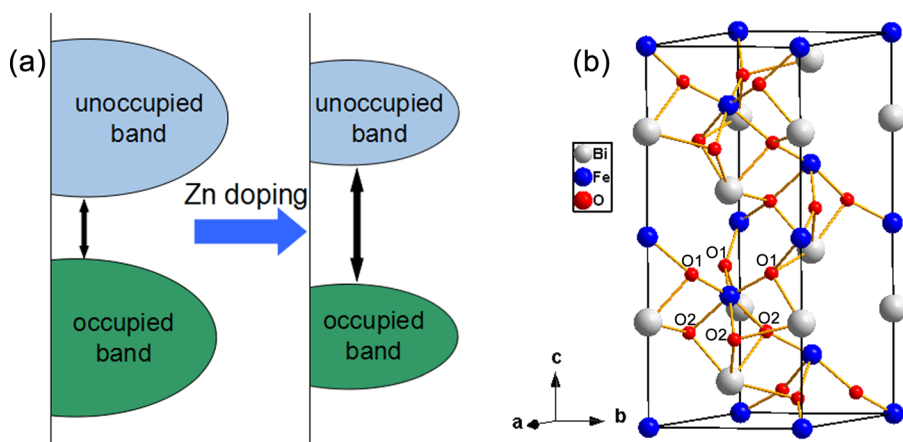 (a)
unoccupied
band
unoccupied
band
Zn doping
occupied
band
occupied
band
(b)
Bi
Fe
O
O1
O1
O1
O2
O2
O2
c
a
b